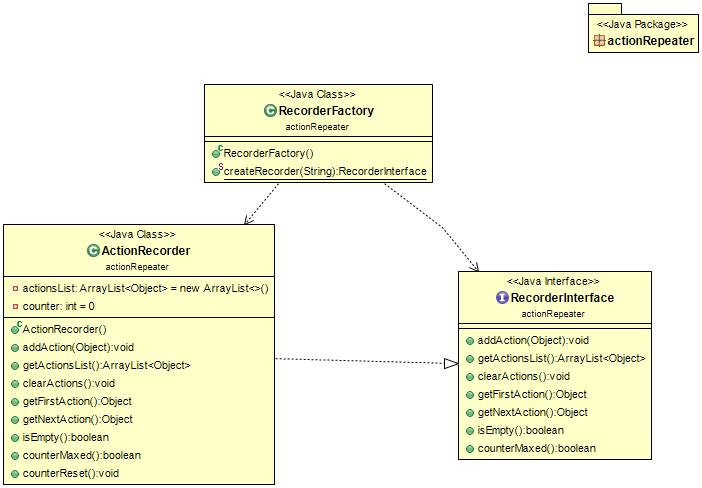 <<Java Package>>
actionRepeater
<<Java Class>>
RecorderFactory
actionRepeater
RecorderFactory()
createRecorder(String):RecorderInterface
<<Java Class>>
ActionRecorder
actionRepeater
actionsList: ArrayList<Object> = new ArrayList<>()
counter: int = 0
ActionRecorder()
addAction(Object):void
getActionsList():ArrayList<Object>
clearActions():void
getFirstAction():Object
getNextAction():Object
isEmpty():boolean
counterMaxed():boolean
counterReset():void
<<Java Interface>>
RecorderInterface
actionRepeater
addAction(Object):void
getActionsList():ArrayList<Object>
clearActions():void
getFirstAction():Object
getNextAction():Object
isEmpty():boolean
counterMaxed():boolean